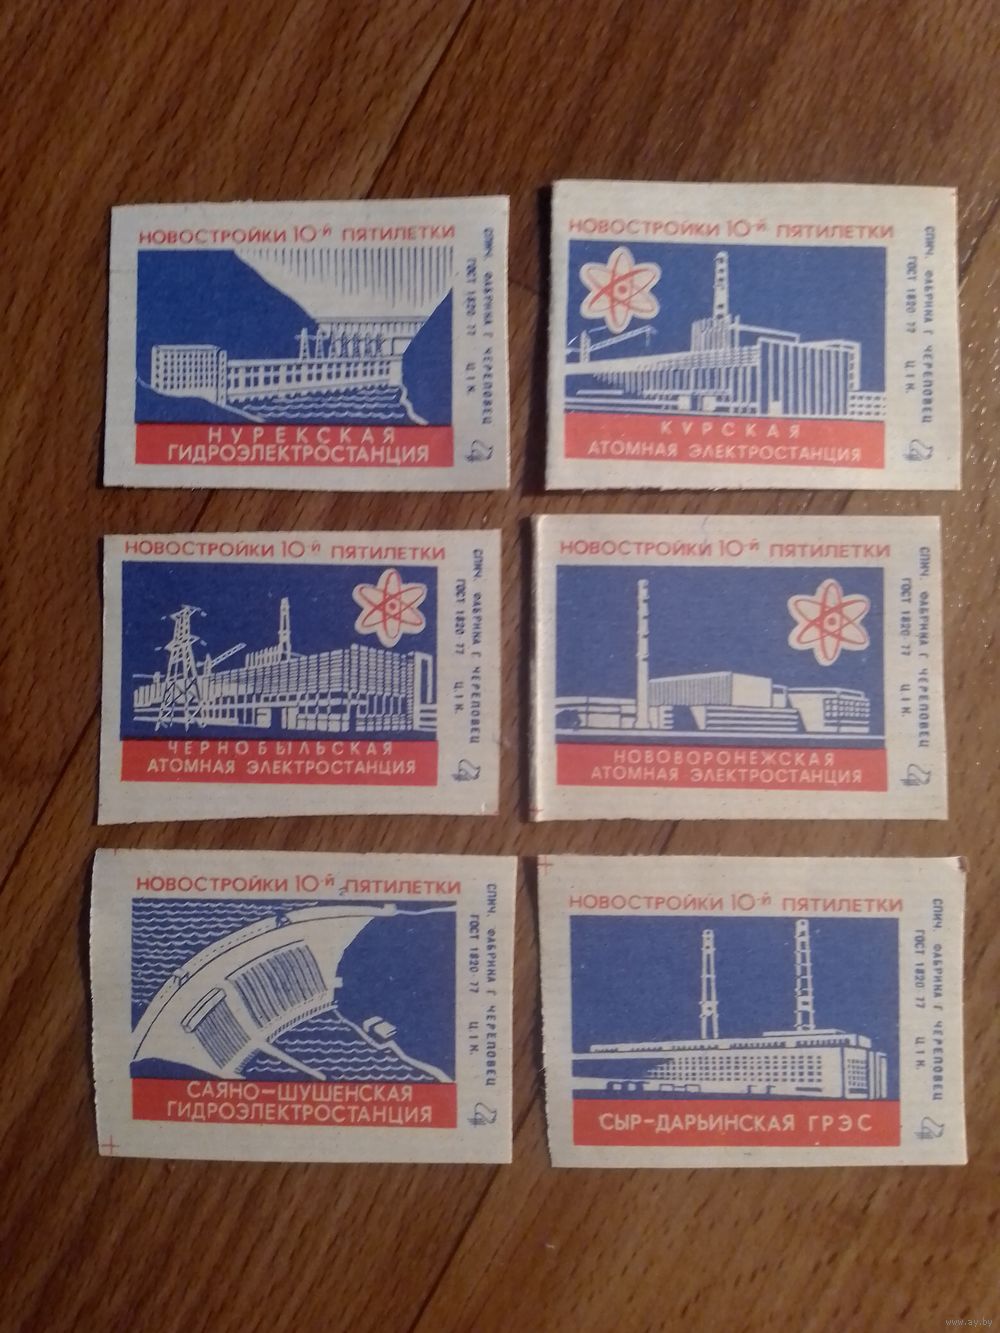 НОВОСТРОЙКИ 10-й ПЯТИЛЕТКИ
НУРЕКСКАЯ
ГИДРОЭЛЕКТРОСТАНЦИЯ
СПИЧ. ФАБРИКА Г. ЧЕРЕПОВЕЦ
ГОСТ 1820-77 Ц. 1 К.
НОВОСТРОЙКИ 10-й ПЯТИЛЕТКИ
КУРСКАЯ
АТОМНАЯ ЭЛЕКТРОСТАНЦИЯ
СПИЧ. ФАБРИКА Г. ЧЕРЕПОВЕЦ
ГОСТ 1820-77 Ц. 1 К.
НОВОСТРОЙКИ 10-й ПЯТИЛЕТКИ
ЧЕРНОБЫЛЬСКАЯ
АТОМНАЯ ЭЛЕКТРОСТАНЦИЯ
СПИЧ. ФАБРИКА Г. ЧЕРЕПОВЕЦ
ГОСТ 1820-77 Ц. 1 К.
НОВОСТРОЙКИ 10-й ПЯТИЛЕТКИ
НОВОВОРОНЕЖСКАЯ
АТОМНАЯ ЭЛЕКТРОСТАНЦИЯ
СПИЧ. ФАБРИКА Г. ЧЕРЕПОВЕЦ
ГОСТ 1820-77 Ц. 1 К.
НОВОСТРОЙКИ 10-й ПЯТИЛЕТКИ
САЯНО-ШУШЕНСКАЯ
ГИДРОЭЛЕКТРОСТАНЦИЯ
СПИЧ. ФАБРИКА Г. ЧЕРЕПОВЕЦ
ГОСТ 1820-77 Ц. 1 К.
НОВОСТРОЙКИ 10-й ПЯТИЛЕТКИ
СЫР-ДАРЬИНСКАЯ ГРЭС
СПИЧ. ФАБРИКА Г. ЧЕРЕПОВЕЦ
ГОСТ 1820-77 Ц. 1 К.
www.ay.by